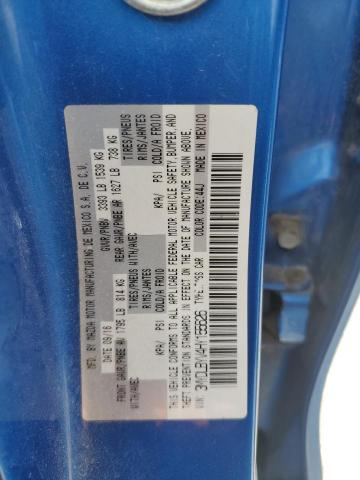 MFD. BY MAZDA MOTOR MANUFACTURING DE MEXICO S.A. DE C.V.
DATE 09/16 GVWR/PNBV 3393 LB 1539 KG
FRONT GAWR/PNBE AV 1795 LB 814 KG REAR GAWR/PNBE AR 1627 LB 738 KG
WITH/AVEC TIRES/PNEUS WITH/AVEC TIRES/PNEUS
RIMS/JANTES RIMS/JANTES
KPA/ PSI COLD/A FROID KPA/ PSI COLD/A FROID
THIS VEHICLE CONFORMS TO ALL APPLICABLE FEDERAL MOTOR VEHICLE SAFETY, BUMPER, AND
THEFT PREVENTION STANDARDS IN EFFECT ON THE DATE OF MANUFACTURE SHOWN ABOVE.
VIN: TYPE: PASS CAR COLOR CODE: 44J MADE IN MEXICO